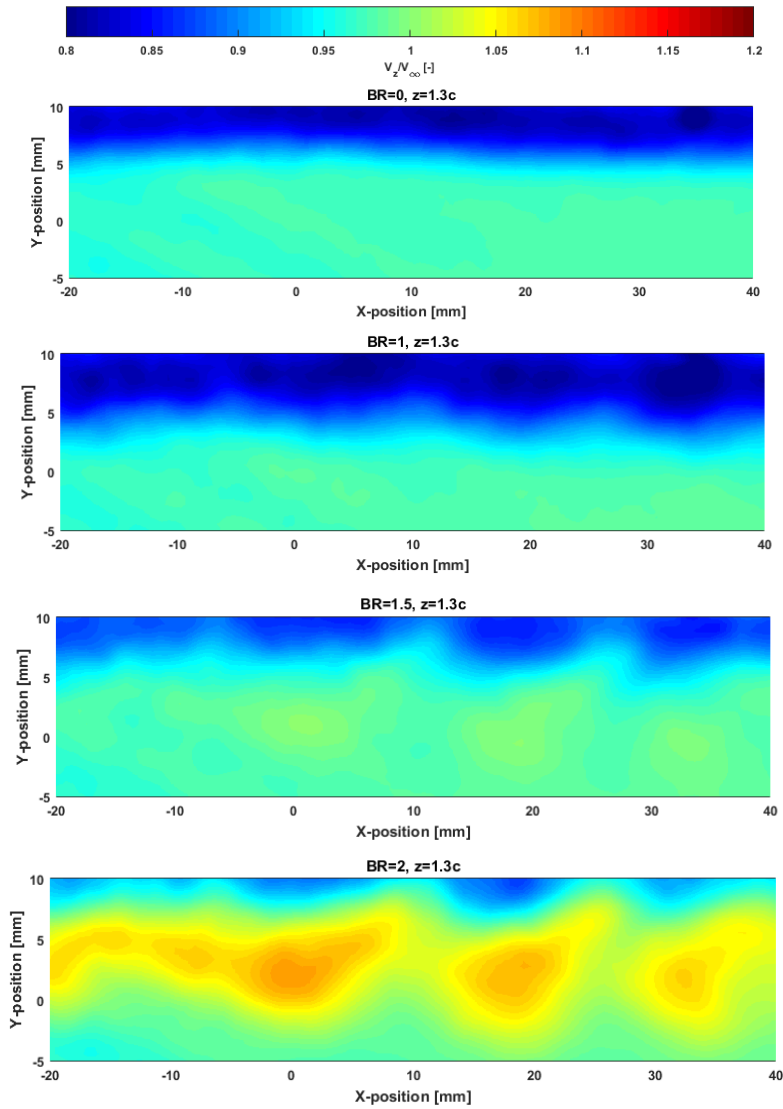 0.8 0.85 0.9 0.95 1 1.05 1.1 1.15 1.2
Vz/V∞ [-]
BR=0, z=1.3c
10
5
0
-5
Y-position [mm]
-20 -10 0 10 20 30 40
X-position [mm]
BR=1, z=1.3c
10
5
0
-5
Y-position [mm]
-20 -10 0 10 20 30 40
X-position [mm]
BR=1.5, z=1.3c
10
5
0
-5
Y-position [mm]
-20 -10 0 10 20 30 40
X-position [mm]
BR=2, z=1.3c
10
5
0
-5
Y-position [mm]
-20 -10 0 10 20 30 40
X-position [mm]